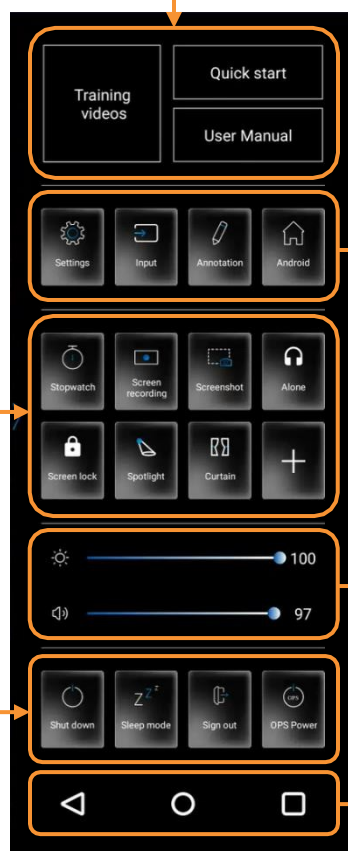 Training
videos
Quick start
User Manual
Settings
Input
Annotation
Android
Stopwatch
Screen
recording
Screenshot
Alone
Screen lock
Spotlight
Curtain
100
97
Shut down
Sleep mode
Sign out
OPS
OPS Power